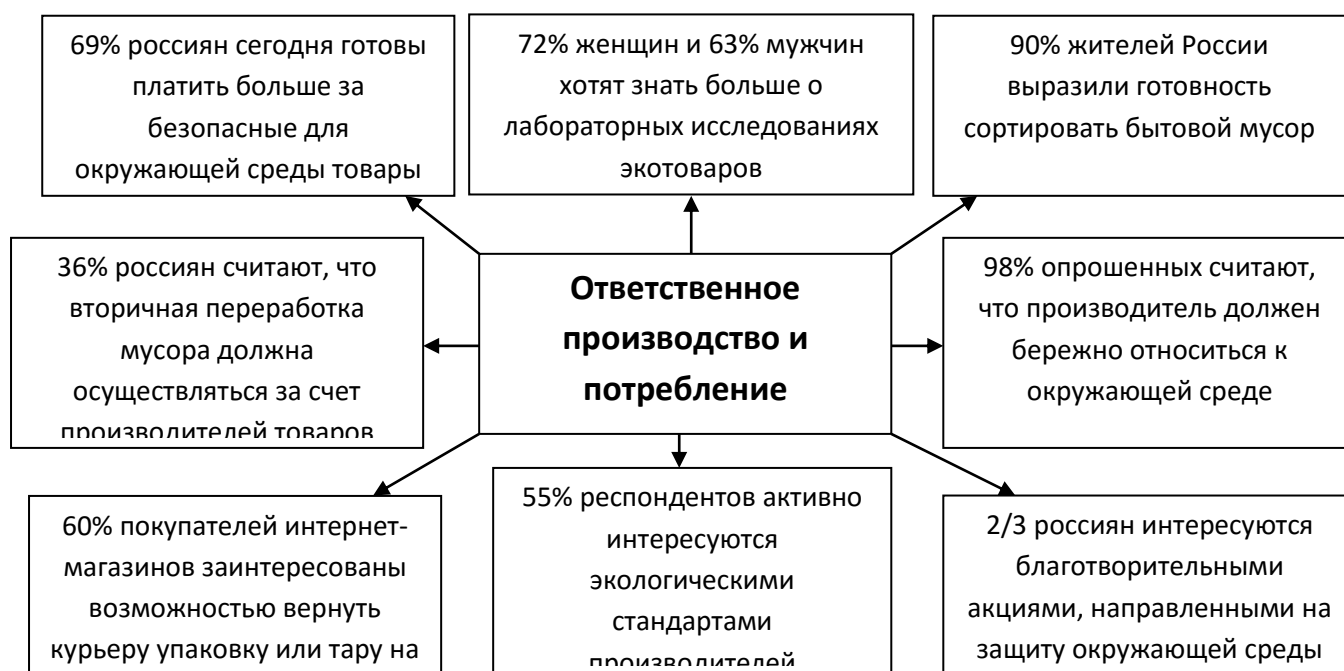 69% россиян сегодня готовы
платить больше за
безопасные для
окружающей среды товары
72% женщин и 63% мужчин
хотят знать больше о
лабораторных исследованиях
экотоваров
90% жителей России
выразили готовность
сортировать бытовой мусор
36% россиян считают, что
вторичная переработка
мусора должна
осуществляться за счет
производителей товаров
Ответственное
производство и
потребление
98% опрошенных считают,
что производитель должен
бережно относиться к
окружающей среде
60% покупателей интернет-
магазинов заинтересованы
возможностью вернуть
курьеру упаковку или тару на
55% респондентов активно
интересуются
экологическими
стандартами
производителей
2/3 россиян интересуются
благотворительными
акциями, направленными на
защиту окружающей среды